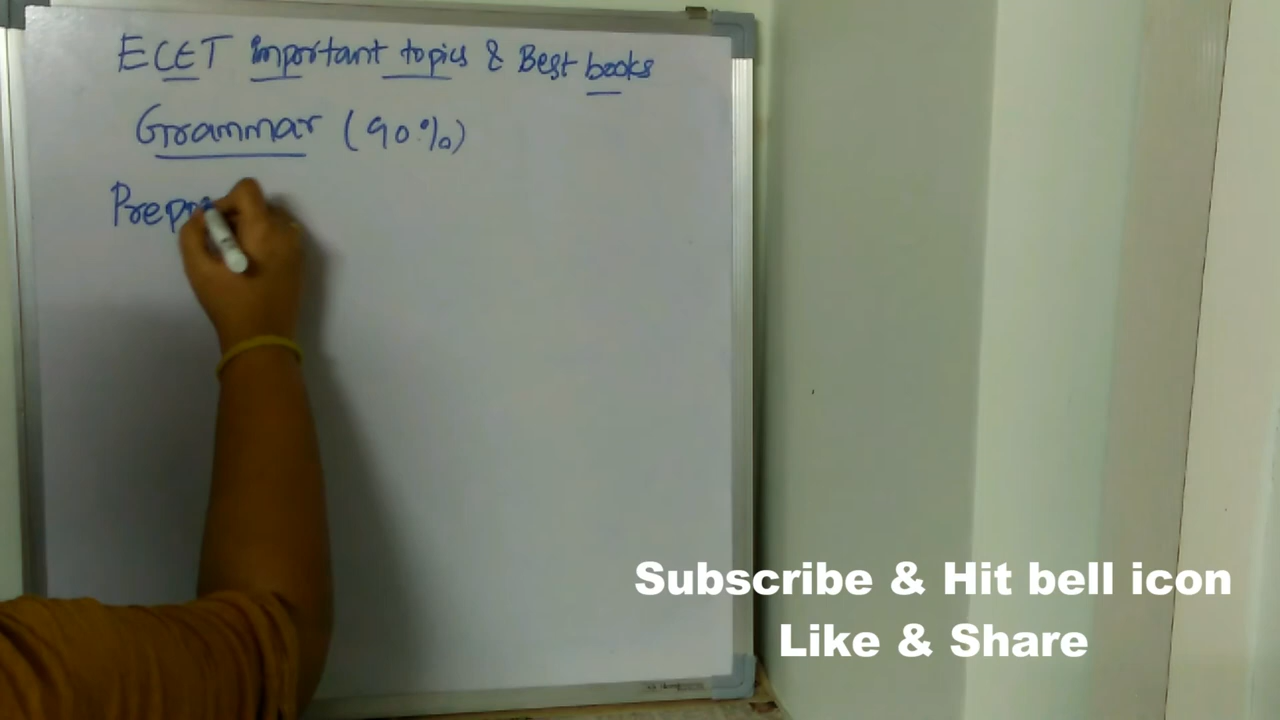 ECET important topics & Best books
Grammar (90%)
Subscribe & Hit bell icon
Like & Share